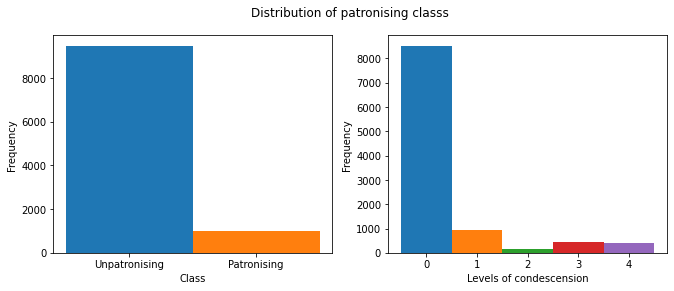 Distribution of patronising classs
8000
6000
4000
2000
0
Frequency
Unpatronising Patronising
Class
8000
7000
6000
5000
4000
3000
2000
1000
0
Frequency
0 1 2 3 4
Levels of condescension